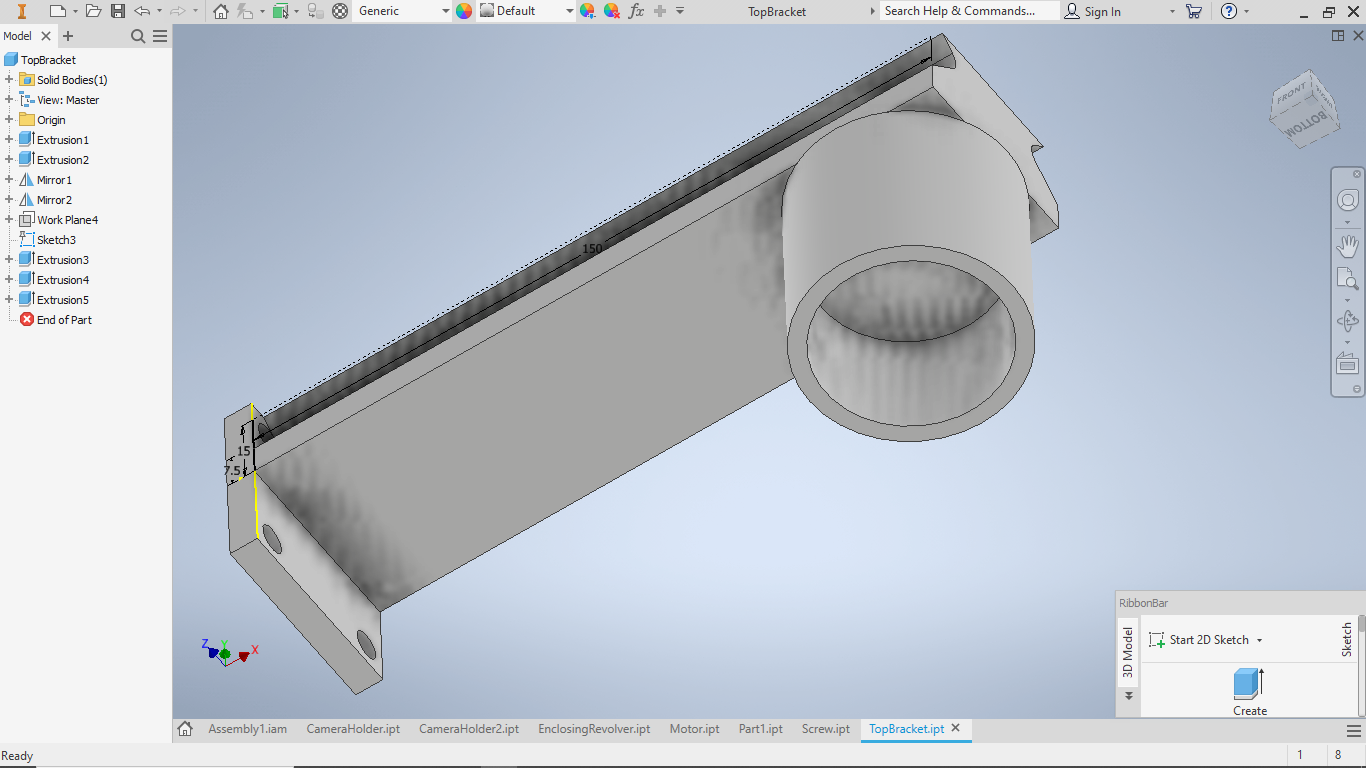 Generic
Default
fx
TopBracket
Search Help & Commands...
Sign In
Model
TopBracket
Solid Bodies(1)
View: Master
Origin
Extrusion1
Extrusion2
Mirror1
Mirror2
Work Plane4
Sketch3
Extrusion3
Extrusion4
Extrusion5
End of Part
150
15
7.5
FRONT
BOTTOM
Z
Y
X
RibbonBar
3D Model
Start 2D Sketch
Sketch
Create
Assembly1.iam
CameraHolder.ipt
CameraHolder2.ipt
EnclosingRevolver.ipt
Motor.ipt
Part1.ipt
Screw.ipt
TopBracket.ipt
Ready
1
8